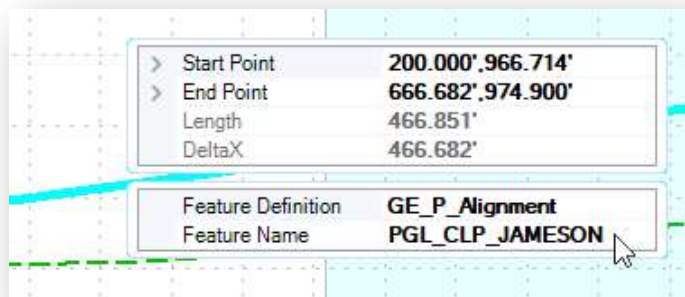 Start Point 200.000',966.714'
End Point 666.682',974.900'
Length 466.851'
DeltaX 466.682'
Feature Definition GE_P_Alignment
Feature Name PGL_CLP_JAMESON